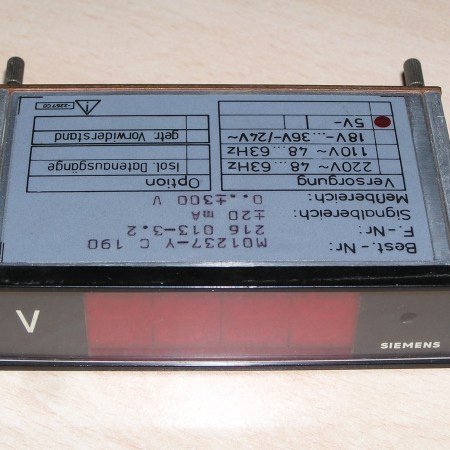 Best.-Nr: M01237-Y C 190
F.-Nr: 216 013-3.2
Signalbereich: ±20 mA
Meßbereich: 0..±300 V
Versorgung
220V~ 48...63Hz
110V~ 48...63Hz
18V-...36V-/24V~
5V-
Option
Isol. Datenausgänge
getr. Vorwiderstand
V
SIEMENS